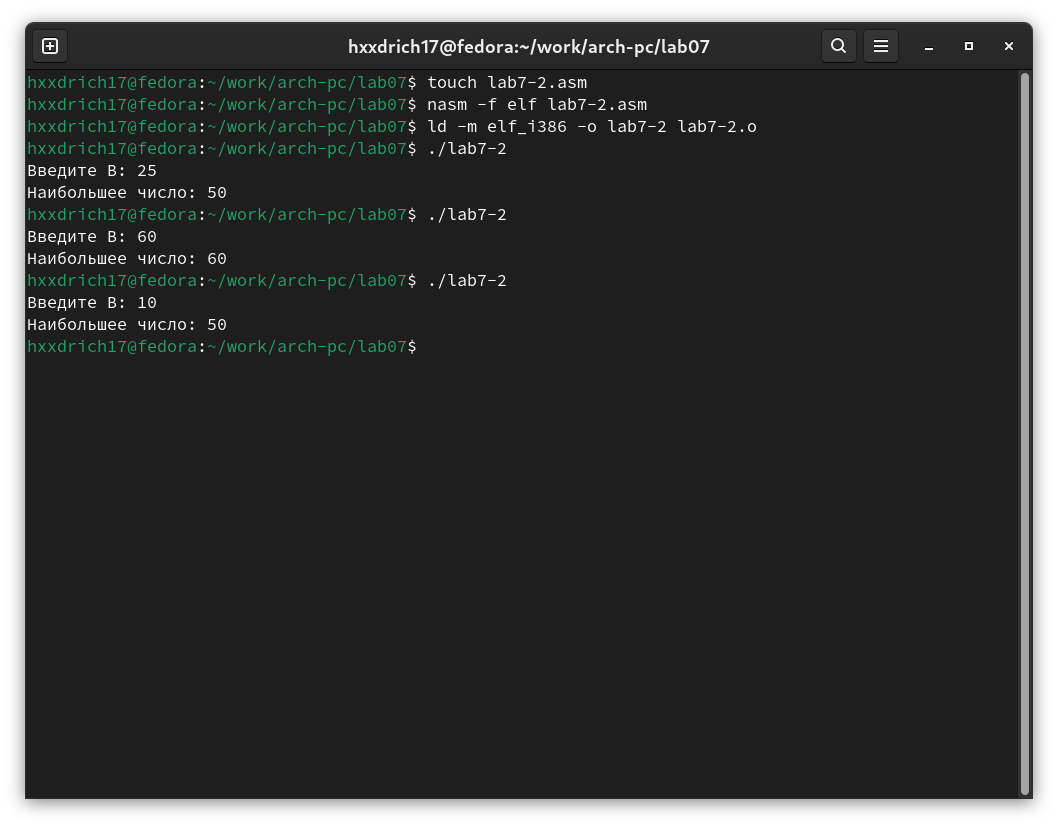 hxxdrich17@fedora:~/work/arch-pc/lab07
hxxdrich17@fedora:~/work/arch-pc/lab07$ touch lab7-2.asm
hxxdrich17@fedora:~/work/arch-pc/lab07$ nasm -f elf lab7-2.asm
hxxdrich17@fedora:~/work/arch-pc/lab07$ ld -m elf_i386 -o lab7-2 lab7-2.o
hxxdrich17@fedora:~/work/arch-pc/lab07$ ./lab7-2
Введите B: 25
Наибольшее число: 50
hxxdrich17@fedora:~/work/arch-pc/lab07$ ./lab7-2
Введите B: 60
Наибольшее число: 60
hxxdrich17@fedora:~/work/arch-pc/lab07$ ./lab7-2
Введите B: 10
Наибольшее число: 50
hxxdrich17@fedora:~/work/arch-pc/lab07$